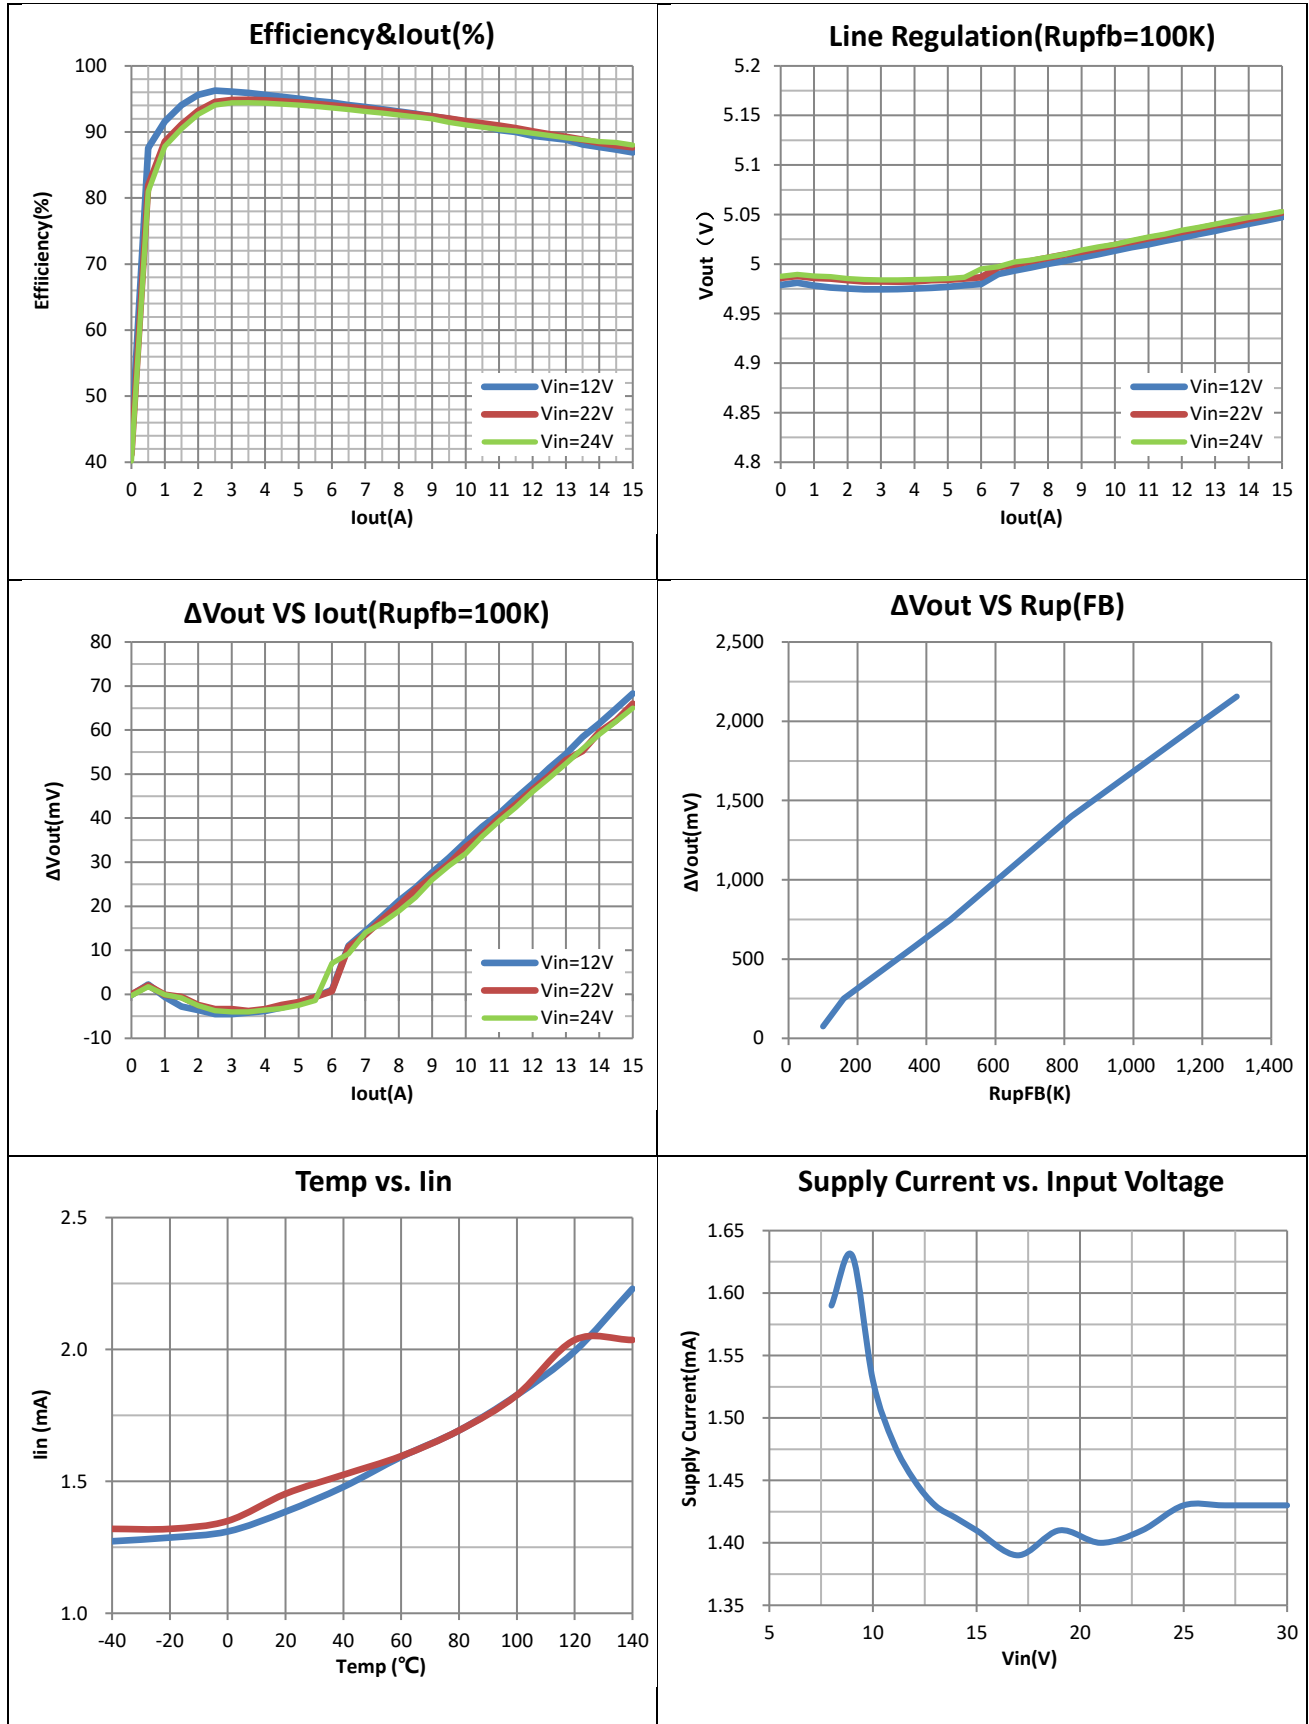 Efficiency&Iout(%)
100
90
80
70
60
50
40
Effiiciency(%)
Vin=12V
Vin=22V
Vin=24V
0 1 2 3 4 5 6 7 8 9 10 11 12 13 14 15
Iout(A)
Line Regulation(Rupfb=100K)
5.2
5.15
5.1
5.05
5
4.95
4.9
4.85
4.8
Vout（V）
Vin=12V
Vin=22V
Vin=24V
0 1 2 3 4 5 6 7 8 9 10 11 12 13 14 15
Iout(A)
ΔVout VS Iout(Rupfb=100K)
80
70
60
50
40
30
20
10
0
-10
ΔVout(mV)
Vin=12V
Vin=22V
Vin=24V
0 1 2 3 4 5 6 7 8 9 10 11 12 13 14 15
Iout(A)
ΔVout VS Rup(FB)
2,500
2,000
1,500
1,000
500
0
ΔVout(mV)
0 200 400 600 800 1,000 1,200 1,400
RupFB(K)
Temp vs. Iin
2.5
2.0
1.5
1.0
Iin (mA)
-40 -20 0 20 40 60 80 100 120 140
Temp (℃)
Supply Current vs. Input Voltage
1.65
1.60
1.55
1.50
1.45
1.40
1.35
Supply Current(mA)
5 10 15 20 25 30
Vin(V)